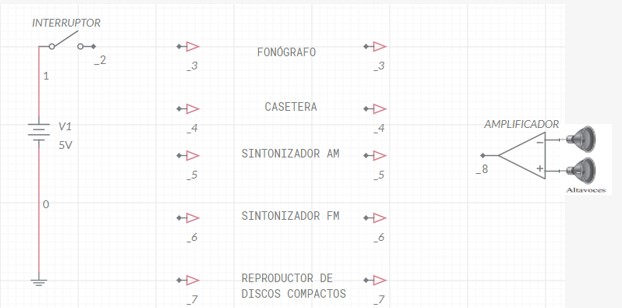 INTERRUPTOR
_2
1
V1
5V
0
_3
FONÓGRAFO
_3
_4
CASETERA
_4
_5
SINTONIZADOR AM
_5
_6
SINTONIZADOR FM
_6
_7
REPRODUCTOR DE
DISCOS COMPACTOS
_7
AMPLIFICADOR
_8
−
+
Altavoces